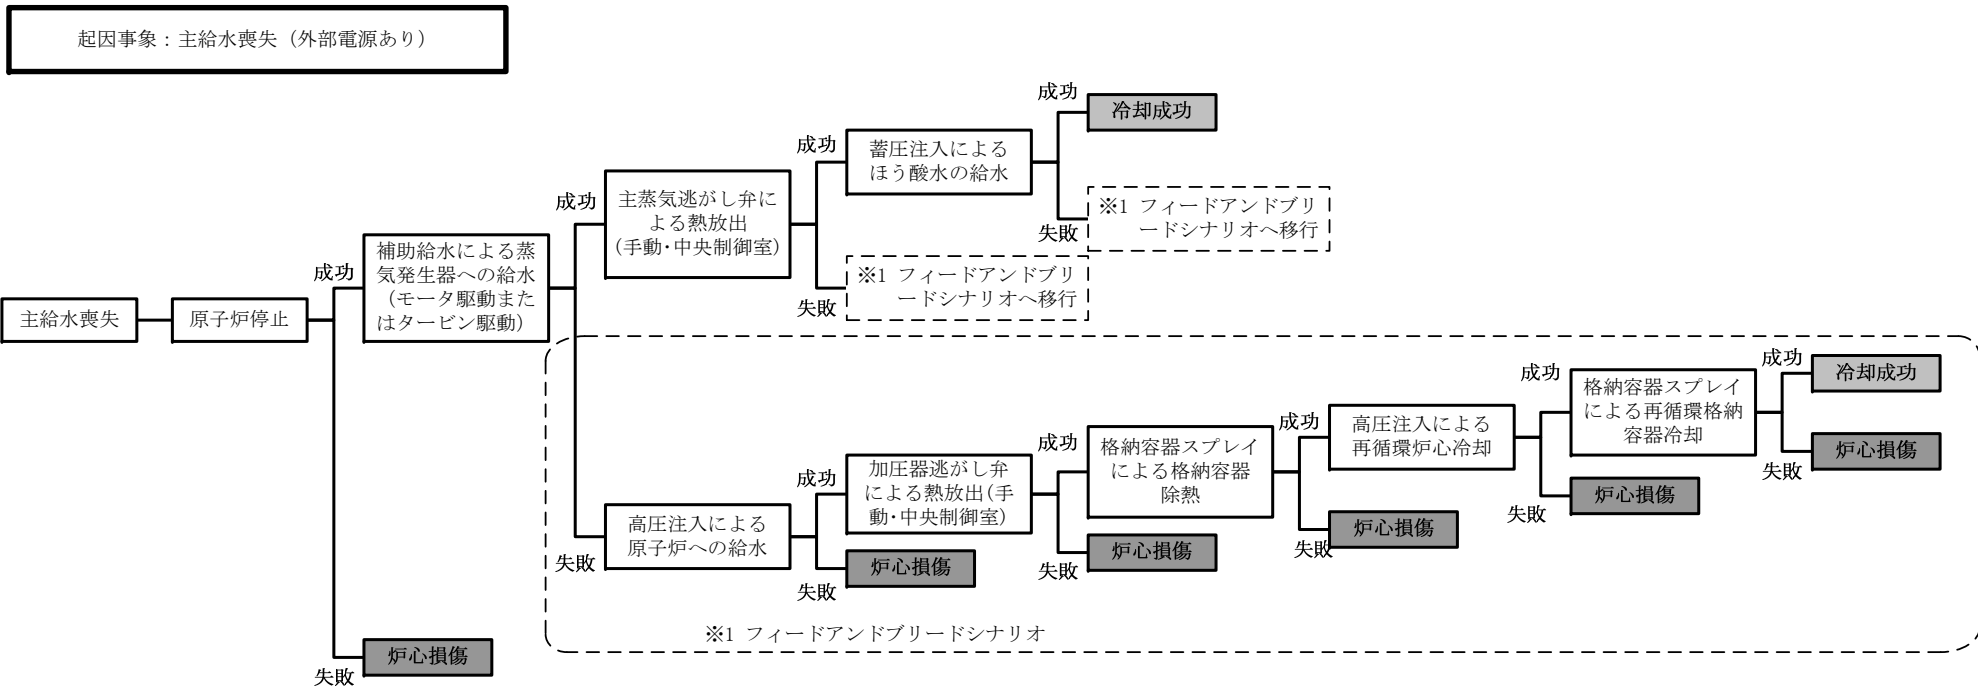 起因事象：主給水喪失（外部電源あり）
主給水喪失
原子炉停止
成功
補助給水による蒸
気発生器への給水
（モータ駆動また
はタービン駆動）
成功
主蒸気逃がし弁に
よる熱放出
（手動・中央制御室）
成功
蓄圧注入による
ほう酸水の給水
成功
冷却成功
失敗
※1 フィードアンドブリ
ードシナリオへ移行
失敗
※1 フィードアンドブリ
ードシナリオへ移行
失敗
高圧注入による
原子炉への給水
成功
加圧器逃がし弁
による熱放出（手
動・中央制御室）
成功
格納容器スプレイ
による格納容器
除熱
成功
高圧注入による
再循環炉心冷却
成功
格納容器スプレイ
による再循環格納
容器冷却
成功
冷却成功
失敗
炉心損傷
失敗
炉心損傷
失敗
炉心損傷
失敗
炉心損傷
失敗
炉心損傷
※1 フィードアンドブリードシナリオ
失敗
炉心損傷